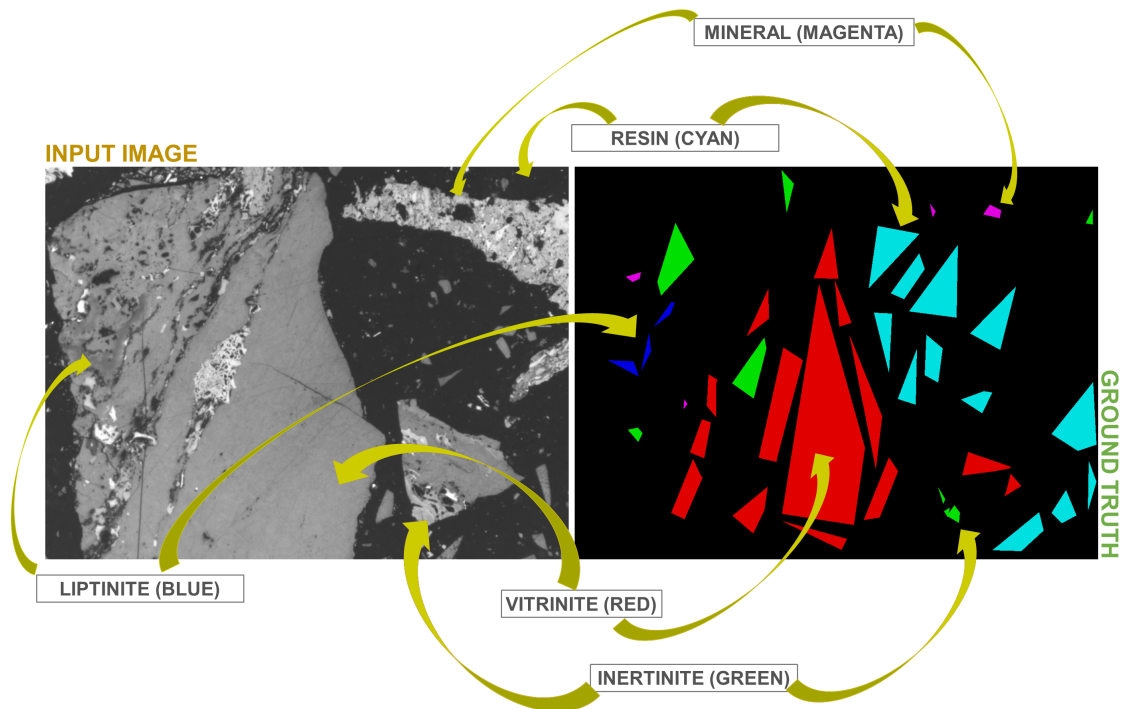 MINERAL (MAGENTA)
RESIN (CYAN)
INPUT IMAGE
GROUND TRUTH
LIPTINITE (BLUE)
VITRINITE (RED)
INERTINITE (GREEN)